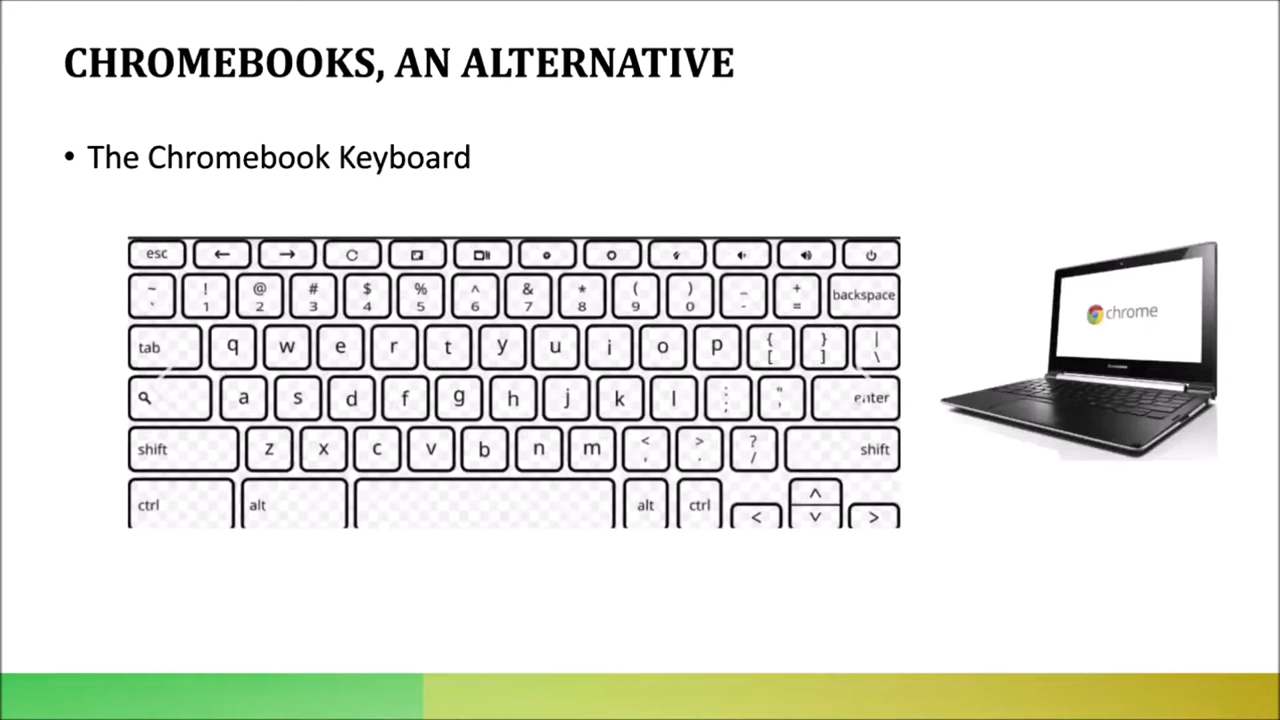 CHROMEBOOKS, AN ALTERNATIVE
• The Chromebook Keyboard
esc
~ ! @ # $ % ^ & * ( ) _ +
` 1 2 3 4 5 6 7 8 9 0 - = backspace
tab q w e r t y u i o p { } |
[ ] \
a s d f g h j k l : " enter
; '
shift z x c v b n m < > ? shift
, . /
ctrl alt alt ctrl < ^ v >
chrome